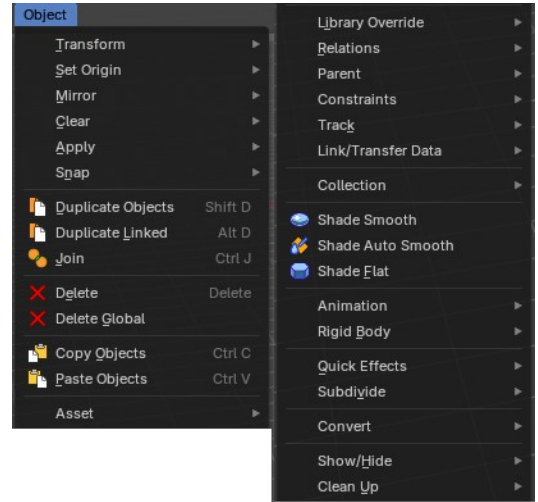 Object
Transform
Set Origin
Mirror
Clear
Apply
Snap
Duplicate Objects Shift D
Duplicate Linked Alt D
Join Ctrl J
Delete Delete
Delete Global
Copy Objects Ctrl C
Paste Objects Ctrl V
Asset
Library Override
Relations
Parent
Constraints
Track
Link/Transfer Data
Collection
Shade Smooth
Shade Auto Smooth
Shade Flat
Animation
Rigid Body
Quick Effects
Subdivide
Convert
Show/Hide
Clean Up